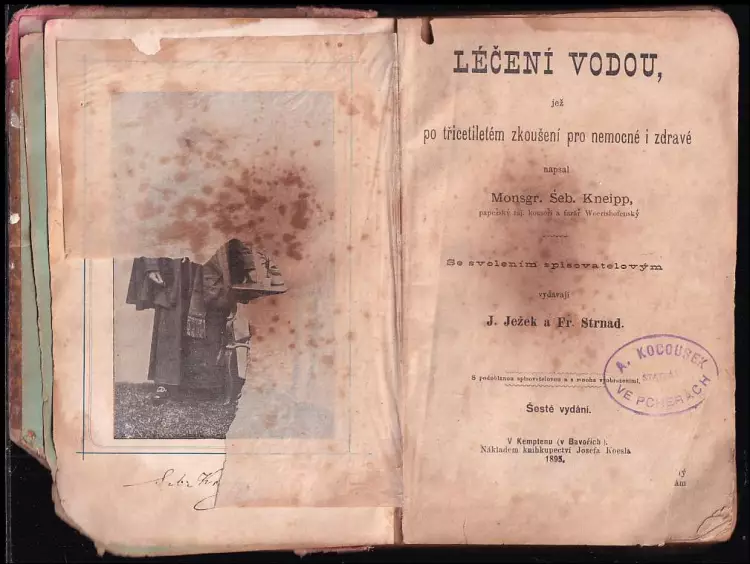 LÉČENÍ VODOU,
jež
po třicetiletém zkoušení pro nemocné i zdravé
napsal
Monsgr. Šeb. Kneipp,
papežský taj. komoří a farář Woerishofenský
Se svolením spisovatelovým
vydávají
J. Ježek a Fr. Strnad.
S podobiznou spisovatelovou a s mnoha vyobrazeními.
Šesté vydání.
V Kemptenu (v Bavořích).
Nákladem knihkupectví Josefa Koesla
1895.
A. KOCOUREK
VE PCHERÁCH
Seb.